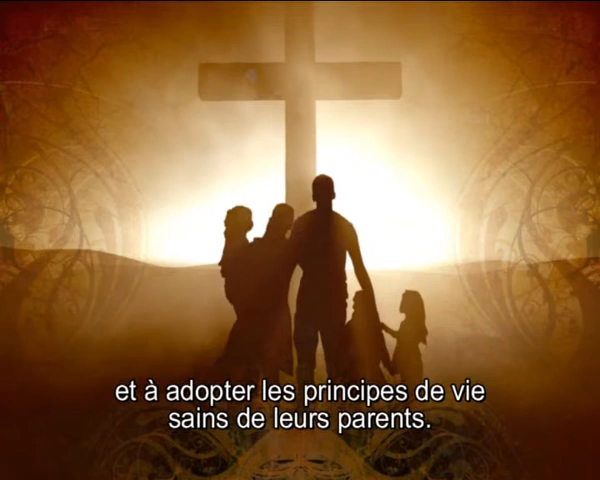 et à adopter les principes de vie
sains de leurs parents.